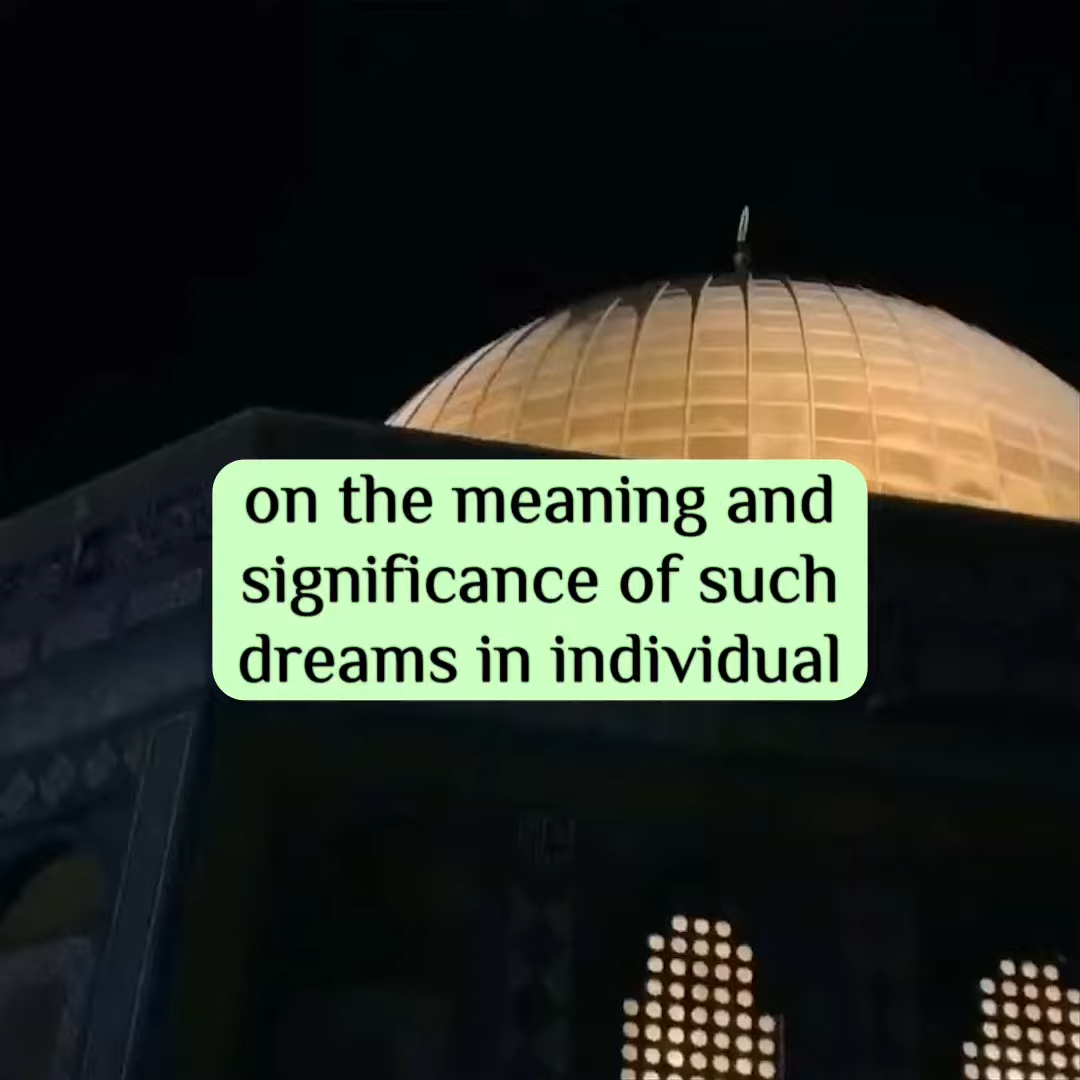 on the meaning and
significance of such
dreams in individual